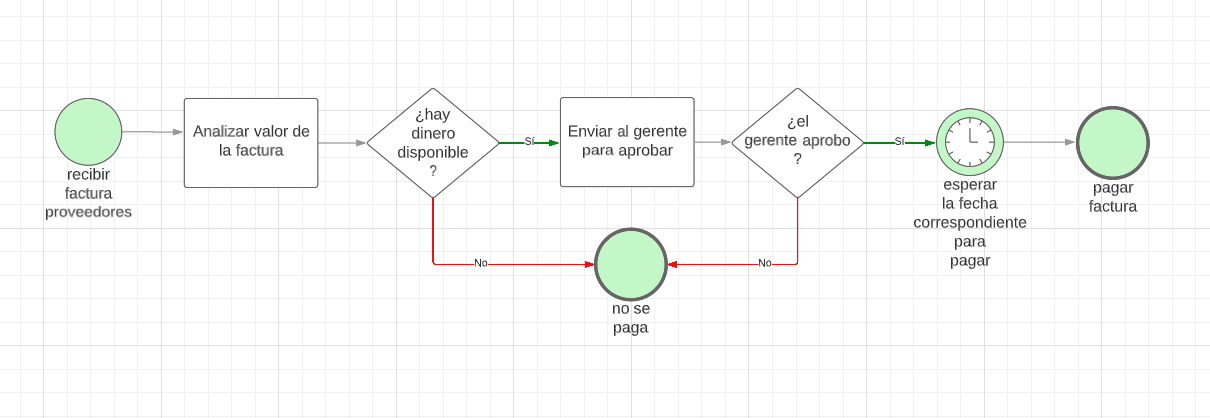 recibir
factura
proveedores
Analizar valor de
la factura
¿hay
dinero
disponible
?
Sí
Enviar al gerente
para aprobar
¿el
gerente aprobo
?
Sí
esperar
la fecha
correspondiente
para
pagar
pagar
factura
No
No
no se
paga